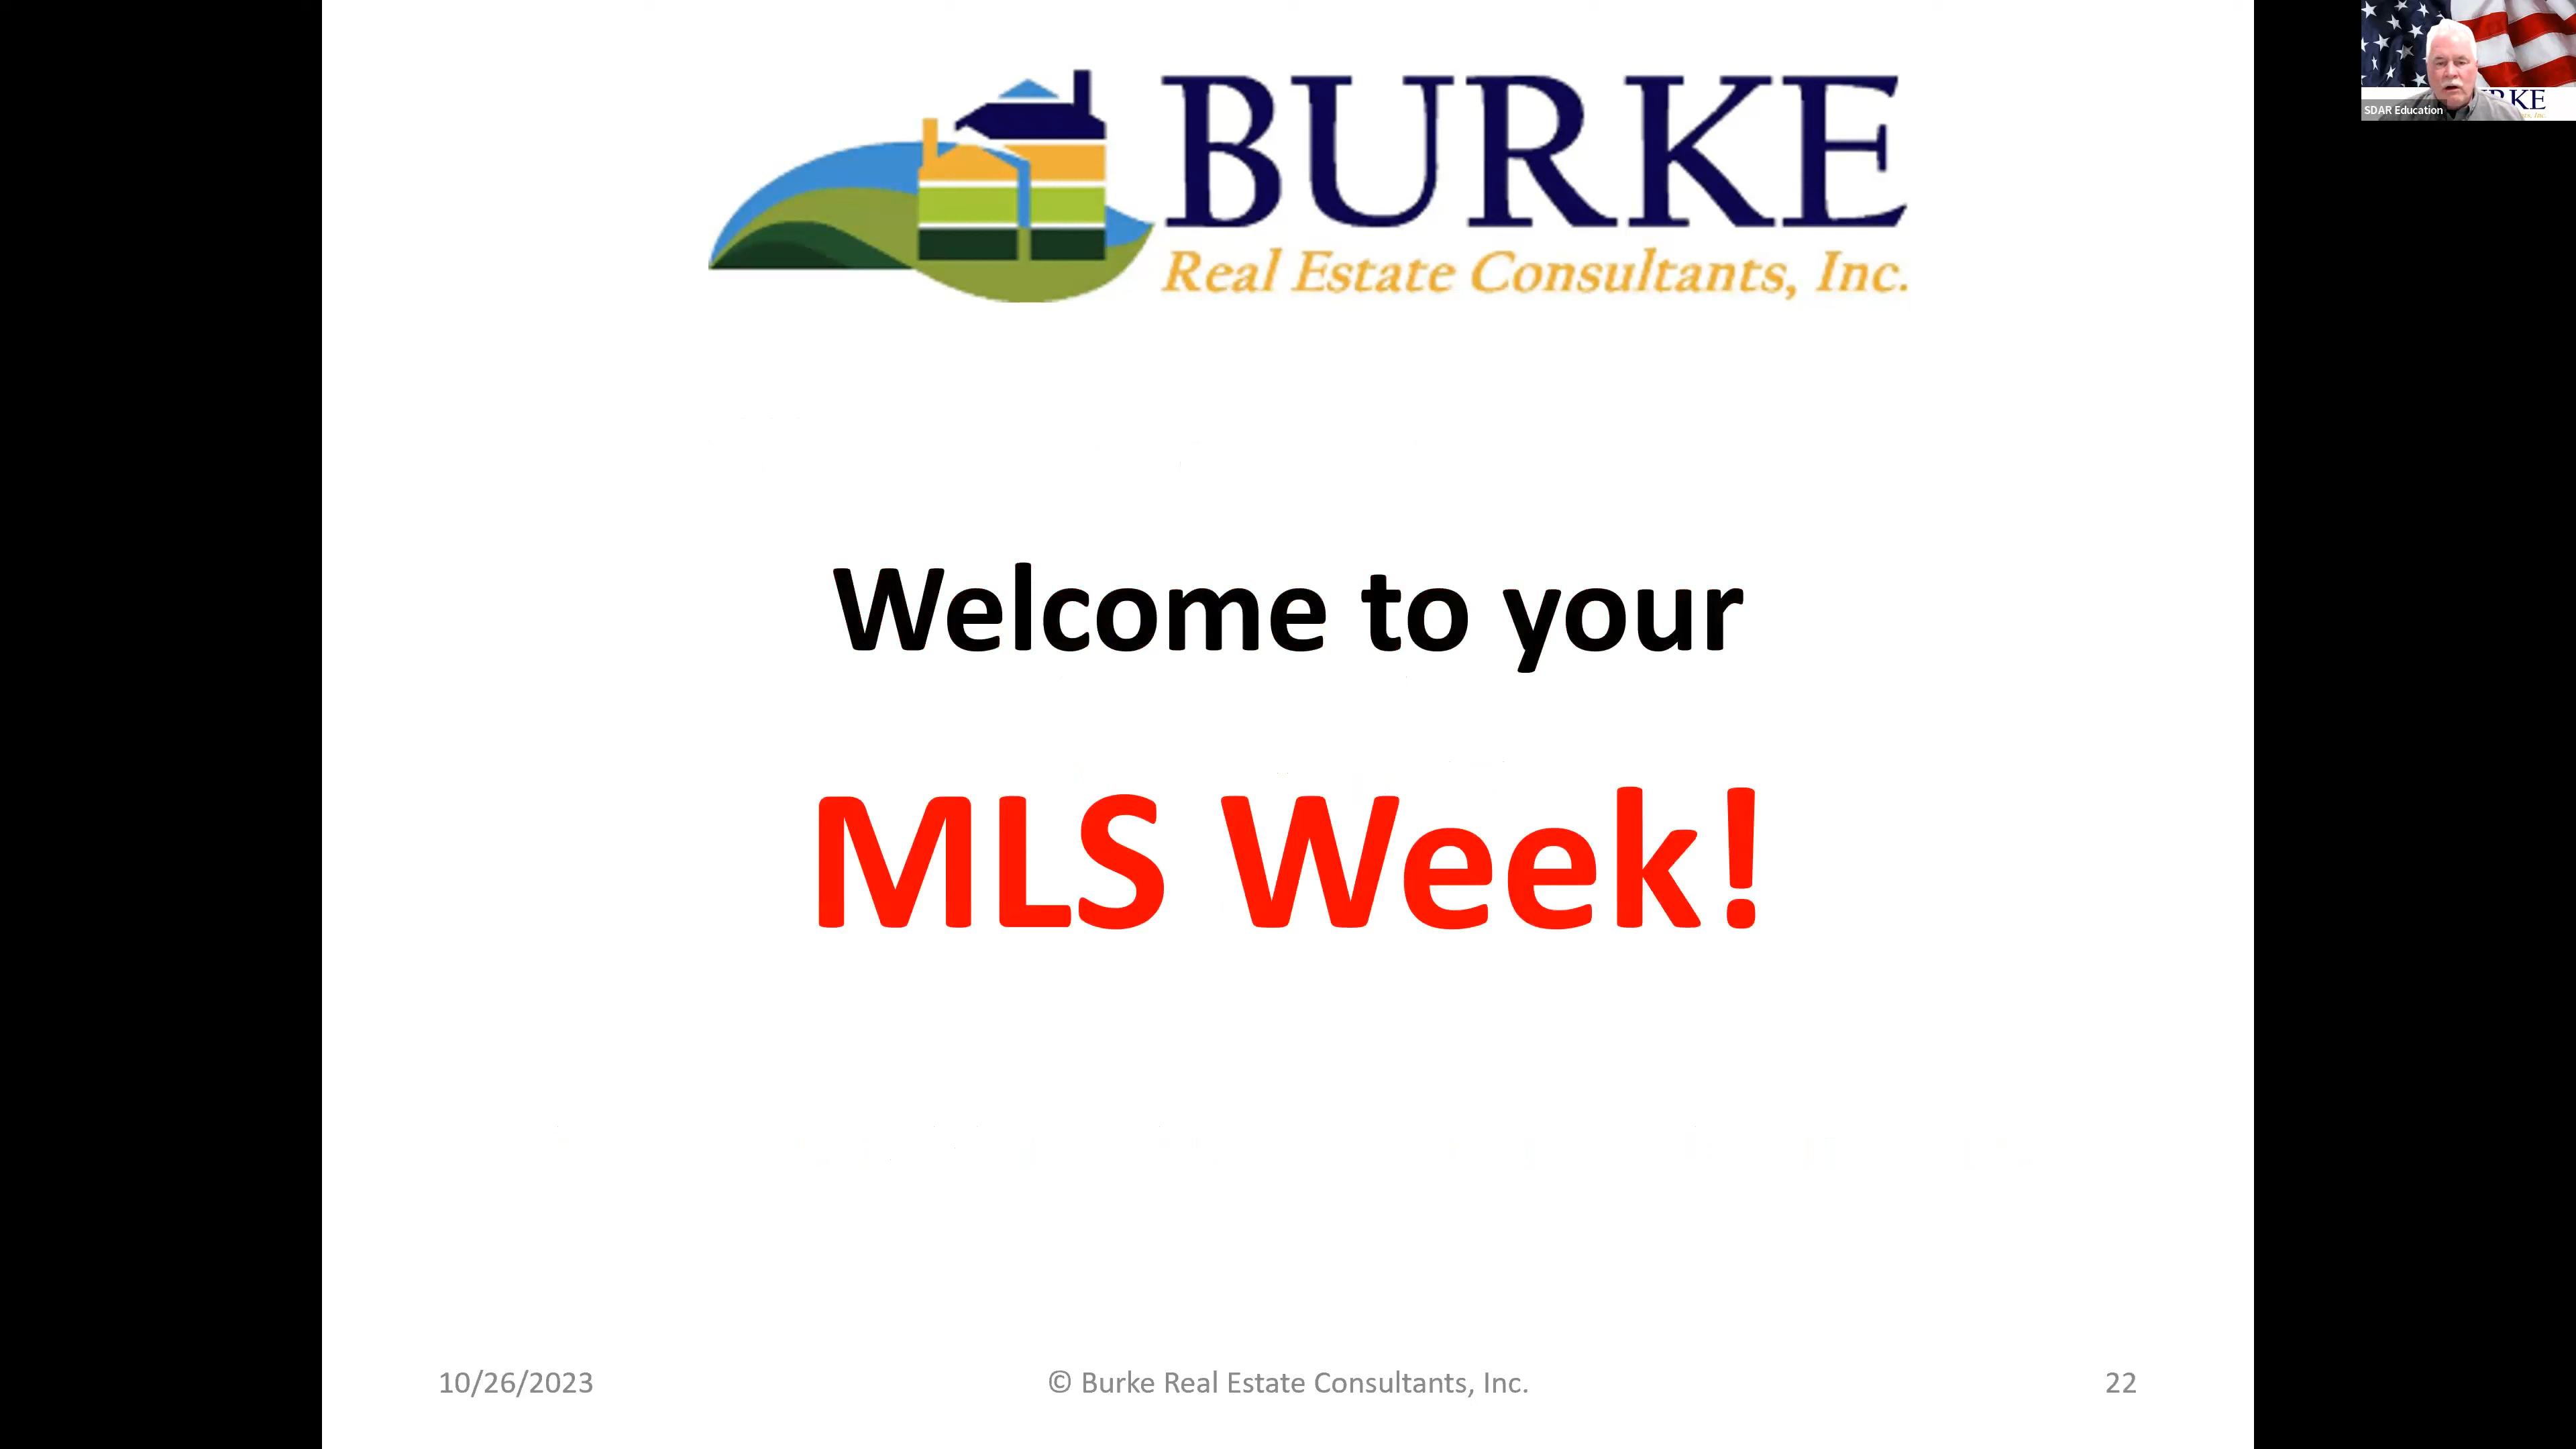 BURKE
Real Estate Consultants, Inc.
SDAR Education
Welcome to your
MLS Week!
10/26/2023
© Burke Real Estate Consultants, Inc.
22